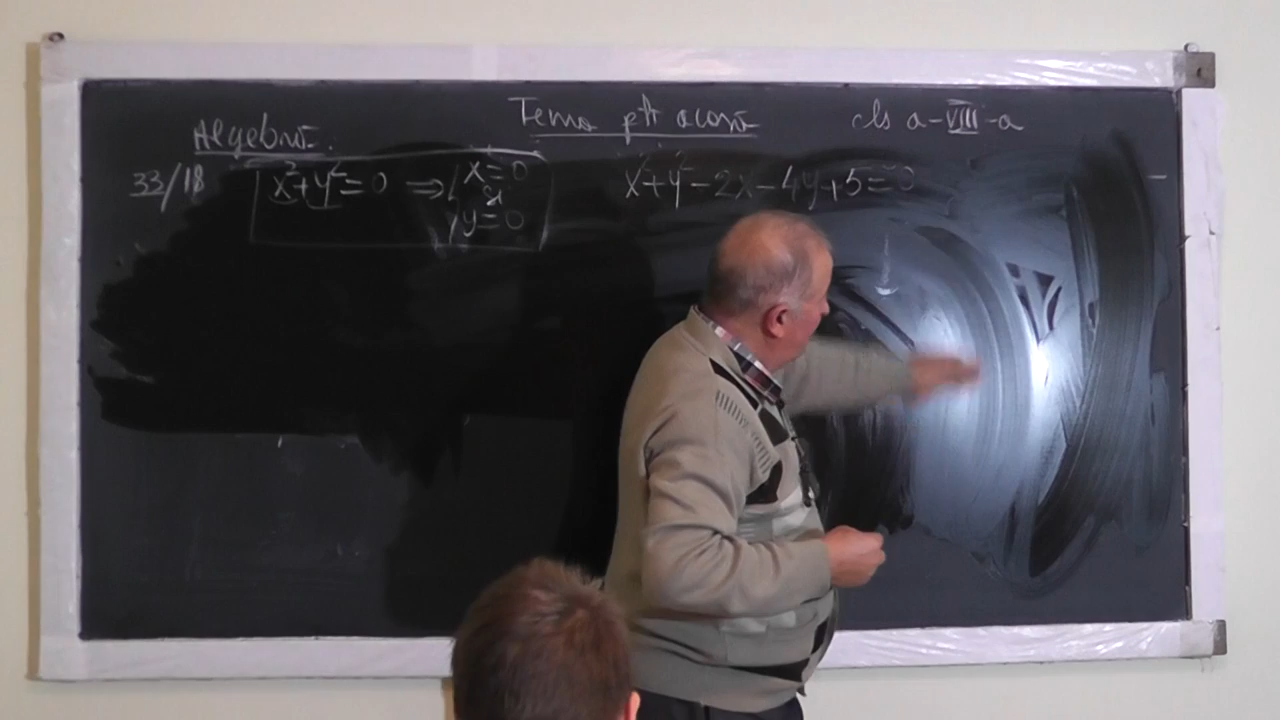 Tema ptr acasă cls a-VIII-a
Algebră.
33/18 x²+y²=0 ⇒ { x=0 x²+y²-2x-4y+5=0
și
y=0